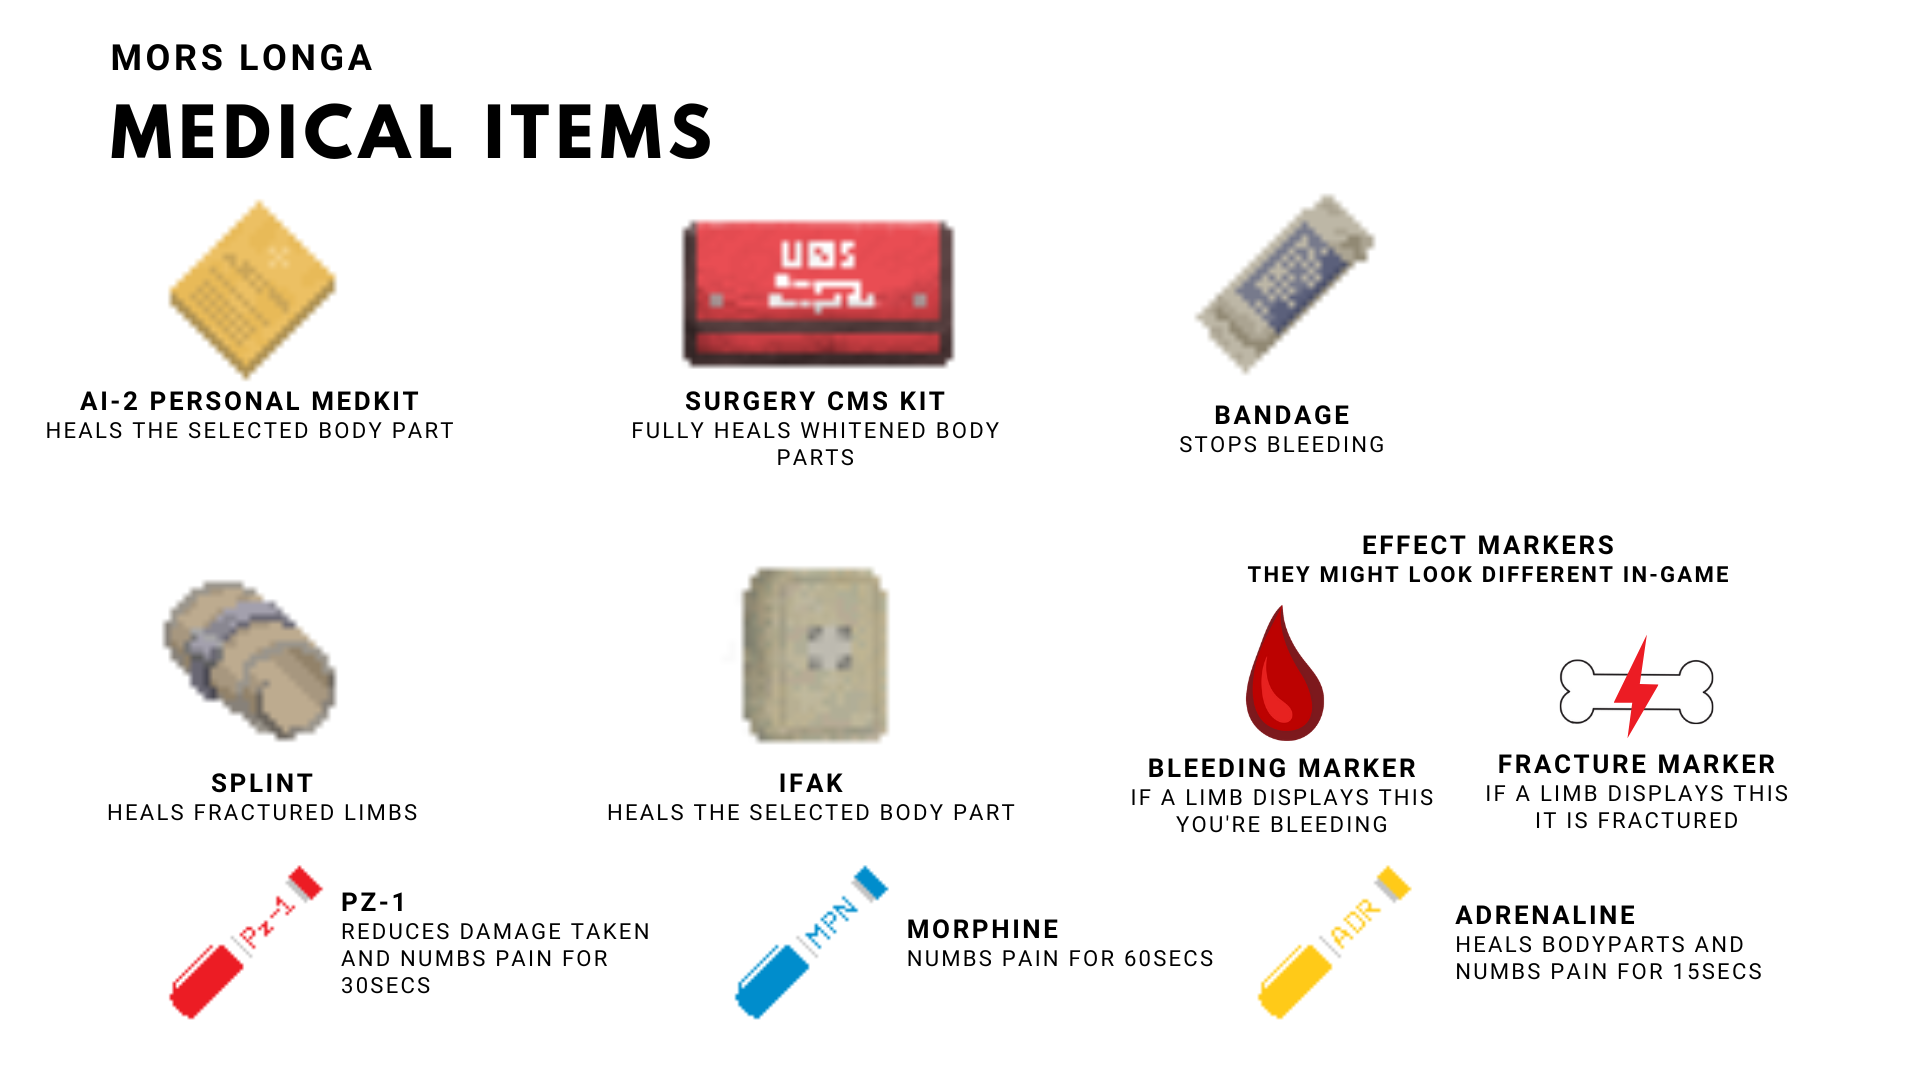 MORS LONGA
MEDICAL ITEMS
AI-2 PERSONAL MEDKIT
HEALS THE SELECTED BODY PART
SURGERY CMS KIT
FULLY HEALS WHITENED BODY
PARTS
BANDAGE
STOPS BLEEDING
SPLINT
HEALS FRACTURED LIMBS
IFAK
HEALS THE SELECTED BODY PART
EFFECT MARKERS
THEY MIGHT LOOK DIFFERENT IN-GAME
BLEEDING MARKER
IF A LIMB DISPLAYS THIS
YOU'RE BLEEDING
FRACTURE MARKER
IF A LIMB DISPLAYS THIS
IT IS FRACTURED
Pz-1
PZ-1
REDUCES DAMAGE TAKEN
AND NUMBS PAIN FOR
30SECS
MPN
MORPHINE
NUMBS PAIN FOR 60SECS
ADR
ADRENALINE
HEALS BODYPARTS AND
NUMBS PAIN FOR 15SECS